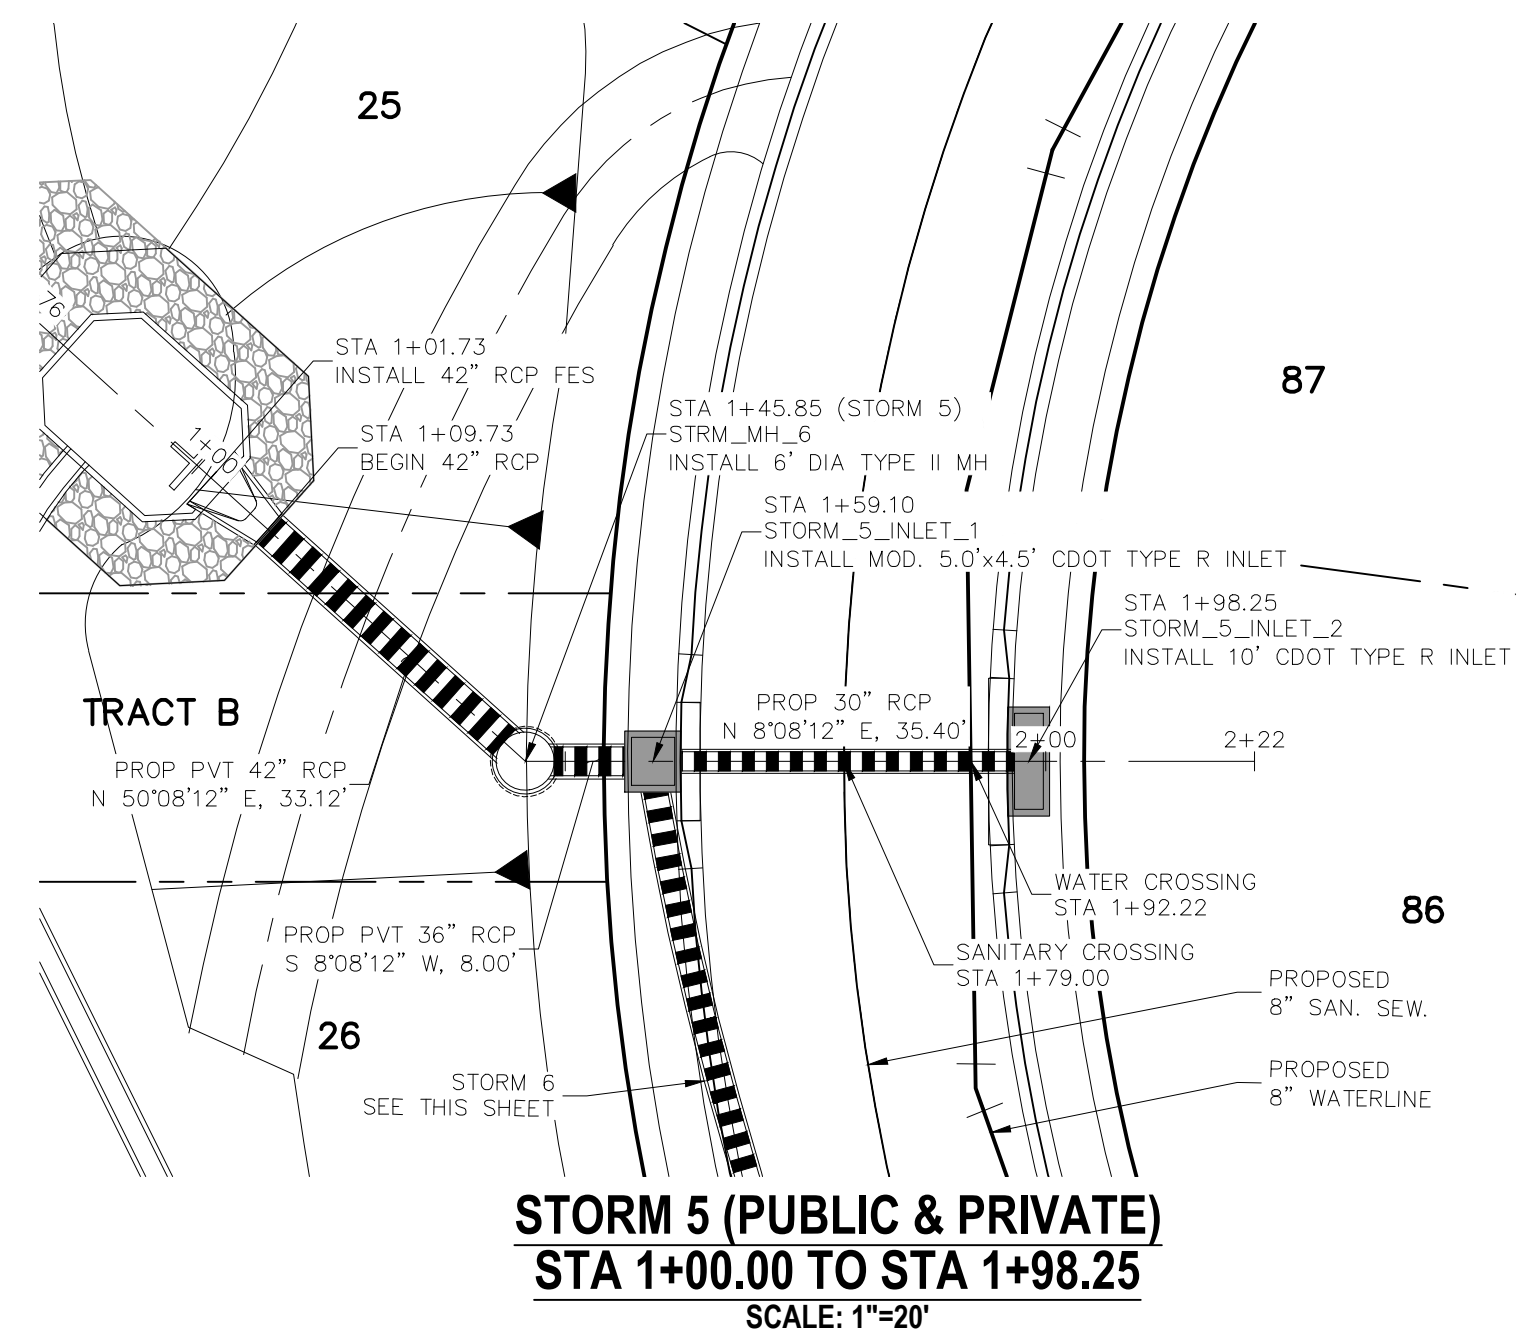 25
76
STA 1+01.73
INSTALL 42" RCP FES
1+00
STA 1+09.73
BEGIN 42" RCP
STA 1+45.85 (STORM 5)
STRM_MH_6
INSTALL 6' DIA TYPE II MH
87
STA 1+59.10
STORM_5_INLET_1
INSTALL MOD. 5.0'x4.5' CDOT TYPE R INLET
STA 1+98.25
STORM_5_INLET_2
INSTALL 10' CDOT TYPE R INLET
TRACT B
PROP 30" RCP
N 8°08'12" E, 35.40'
2+00
2+22
PROP PVT 42" RCP
N 50°08'12" E, 33.12'
WATER CROSSING
STA 1+92.22
86
PROP PVT 36" RCP
S 8°08'12" W, 8.00'
SANITARY CROSSING
STA 1+79.00
PROPOSED
8" SAN. SEW.
26
STORM 6
SEE THIS SHEET
PROPOSED
8" WATERLINE
STORM 5 (PUBLIC & PRIVATE)
STA 1+00.00 TO STA 1+98.25
SCALE: 1"=20'